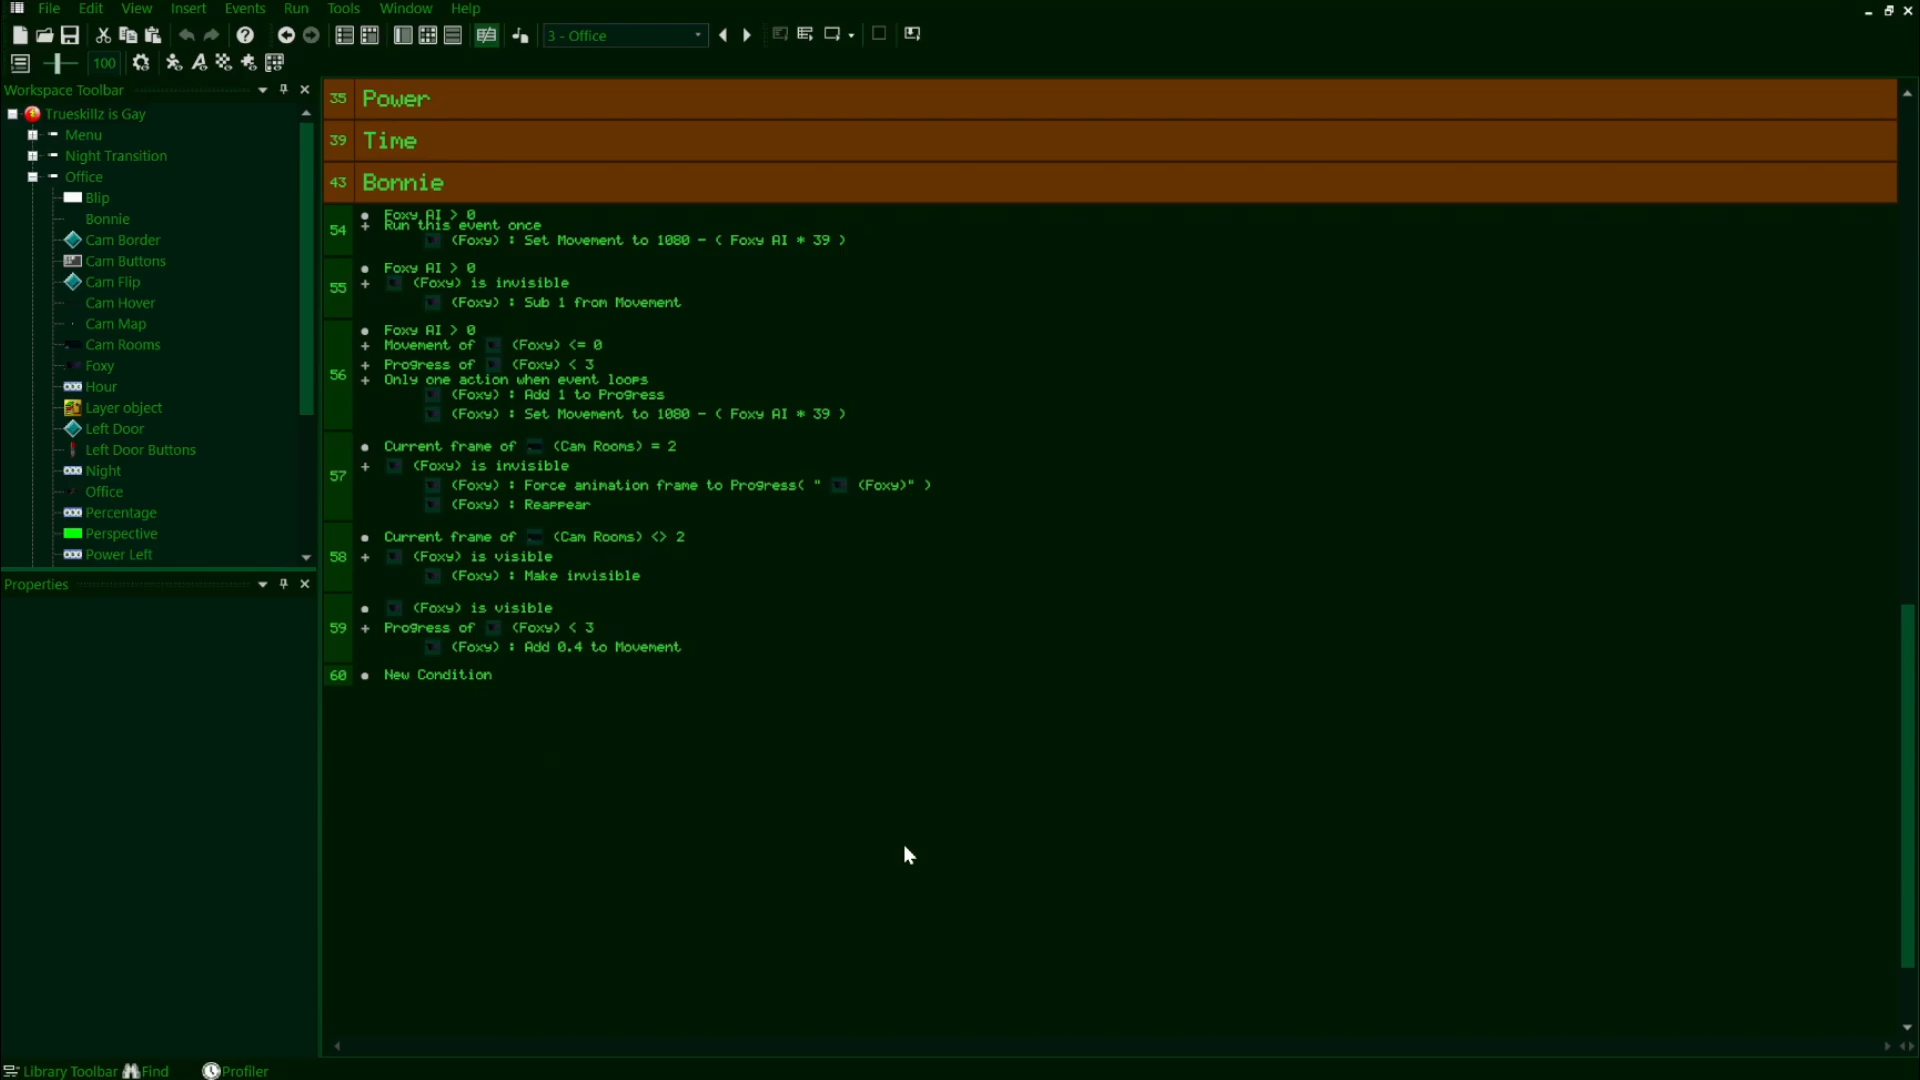 File Edit View Insert Events Run Tools Window Help
3 - Office
100
Workspace Toolbar
Trueskillz is Gay
Menu
Night Transition
Office
Blip
Bonnie
Cam Border
Cam Buttons
Cam Flip
Cam Hover
Cam Map
Cam Rooms
Foxy
Hour
Layer object
Left Door
Left Door Buttons
Night
Office
Percentage
Perspective
Power Left
Properties
35 Power
39 Time
43 Bonnie
54
Foxy AI > 0
+ Run this event once
(Foxy) : Set Movement to 1080 - ( Foxy AI * 39 )
55
Foxy AI > 0
+ (Foxy) is invisible
(Foxy) : Sub 1 from Movement
56
Foxy AI > 0
+ Movement of (Foxy) <= 0
+ Progress of (Foxy) < 3
+ Only one action when event loops
(Foxy) : Add 1 to Progress
(Foxy) : Set Movement to 1080 - ( Foxy AI * 39 )
57
Current frame of (Cam Rooms) = 2
+ (Foxy) is invisible
(Foxy) : Force animation frame to Progress( " (Foxy)" )
(Foxy) : Reappear
58
Current frame of (Cam Rooms) <> 2
+ (Foxy) is visible
(Foxy) : Make invisible
59
(Foxy) is visible
+ Progress of (Foxy) < 3
(Foxy) : Add 0.4 to Movement
60 New Condition
Library Toolbar Find Profiler